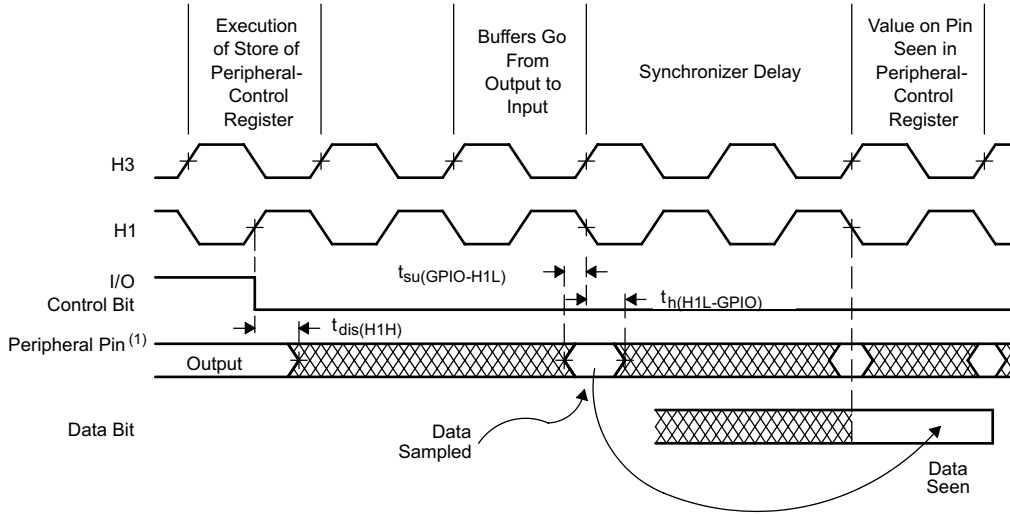 Execution
of Store of
Peripheral-
Control
Register
Buffers Go
From
Output to
Input
Synchronizer Delay
Value on Pin
Seen in
Peripheral-
Control
Register
H3
H1
I/O
Control Bit
tsu(GPIO-H1L)
th(H1L-GPIO)
tdis(H1H)
Peripheral Pin(1)
Output
Data Bit
Data
Sampled
Data
Seen